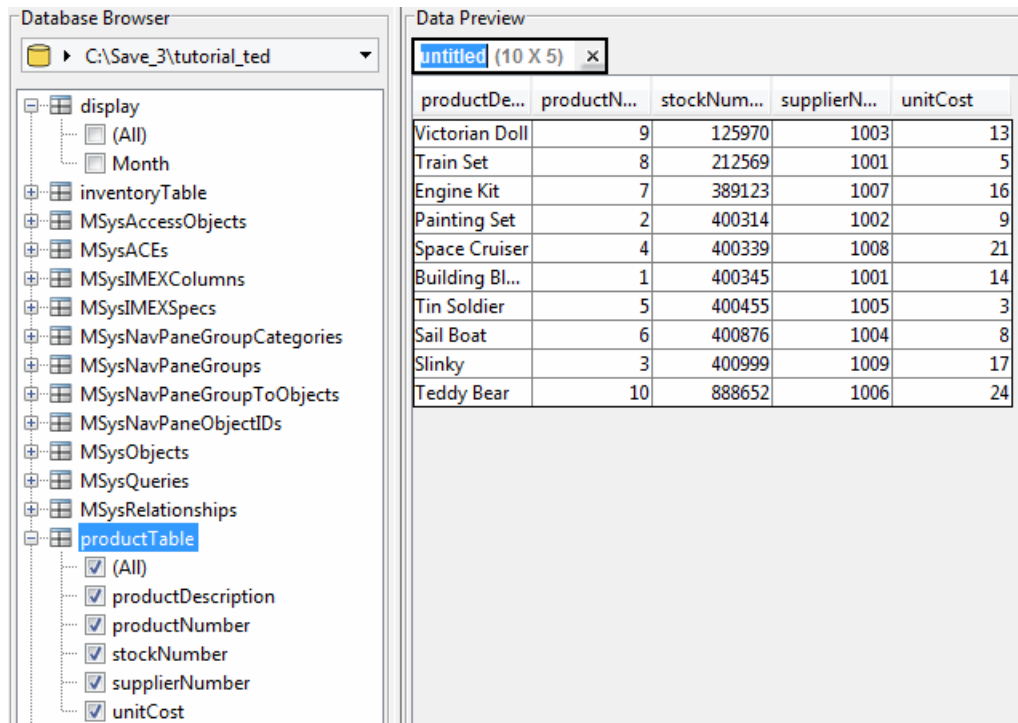 Database Browser
C:\Save_3\tutorial_ted
display
(All)
Month
inventoryTable
MSysAccessObjects
MSysACEs
MSysIMEXColumns
MSysIMEXSpecs
MSysNavPaneGroupCategories
MSysNavPaneGroups
MSysNavPaneGroupToObjects
MSysNavPaneObjectIDs
MSysObjects
MSysQueries
MSysRelationships
productTable
(All)
productDescription
productNumber
stockNumber
supplierNumber
unitCost
Data Preview
untitled (10 X 5) x
productDe... productN... stockNum... supplierN... unitCost
Victorian Doll 9 125970 1003 13
Train Set 8 212569 1001 5
Engine Kit 7 389123 1007 16
Painting Set 2 400314 1002 9
Space Cruiser 4 400339 1008 21
Building Bl... 1 400345 1001 14
Tin Soldier 5 400455 1005 3
Sail Boat 6 400876 1004 8
Slinky 3 400999 1009 17
Teddy Bear 10 888652 1006 24